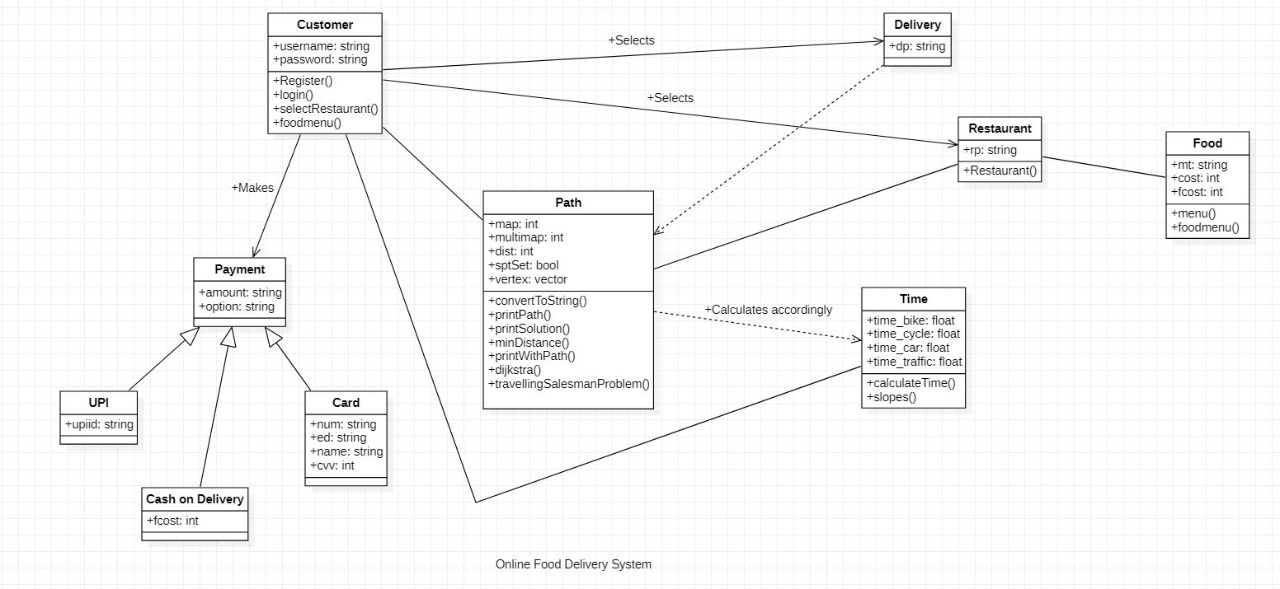 Customer
+username: string
+password: string
+Register()
+login()
+selectRestaurant()
+foodmenu()
+Selects
Delivery
+dp: string
+Selects
Restaurant
+rp: string
+Restaurant()
Food
+mt: string
+cost: int
+fcost: int
+menu()
+foodmenu()
+Makes
Path
+map: int
+multimap: int
+dist: int
+sptSet: bool
+vertex: vector
+convertToString()
+printPath()
+printSolution()
+minDistance()
+printWithPath()
+dijkstra()
+travellingSalesmanProblem()
Payment
+amount: string
+option: string
+Calculates accordingly
Time
+time_bike: float
+time_cycle: float
+time_car: float
+time_traffic: float
+calculateTime()
+slopes()
UPI
+upiid: string
Card
+num: string
+ed: string
+name: string
+cvv: int
Cash on Delivery
+fcost: int
Online Food Delivery System